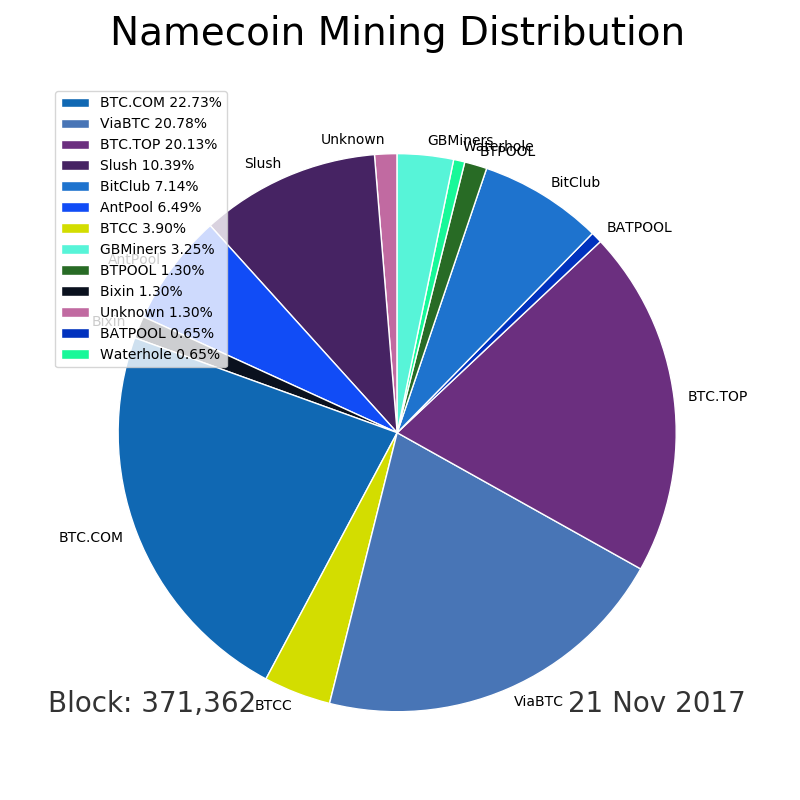 Namecoin Mining Distribution
BTC.COM 22.73%
ViaBTC 20.78%
BTC.TOP 20.13%
Slush 10.39%
BitClub 7.14%
AntPool 6.49%
BTCC 3.90%
GBMiners 3.25%
BTPOOL 1.30%
Bixin 1.30%
Unknown 1.30%
BATPOOL 0.65%
Waterhole 0.65%
Unknown
GBMiners
Waterhole
BTPOOL
Slush
BitClub
BATPOOL
AntPool
Bixin
BTC.TOP
BTC.COM
ViaBTC
BTCC
Block: 371,362
21 Nov 2017